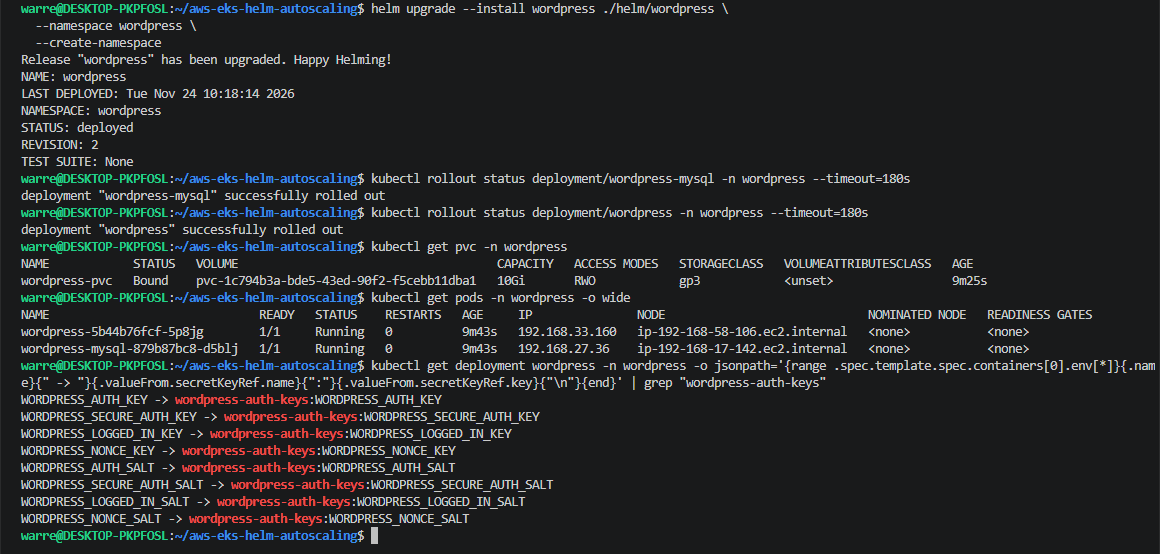 warre@DESKTOP-PKPFOSL:~/aws-eks-helm-autoscaling$ helm upgrade --install wordpress ./helm/wordpress \
  --namespace wordpress \
  --create-namespace
Release "wordpress" has been upgraded. Happy Helming!
NAME: wordpress
LAST DEPLOYED: Tue Nov 24 10:18:14 2026
NAMESPACE: wordpress
STATUS: deployed
REVISION: 2
TEST SUITE: None
warre@DESKTOP-PKPFOSL:~/aws-eks-helm-autoscaling$ kubectl rollout status deployment/wordpress-mysql -n wordpress --timeout=180s
deployment "wordpress-mysql" successfully rolled out
warre@DESKTOP-PKPFOSL:~/aws-eks-helm-autoscaling$ kubectl rollout status deployment/wordpress -n wordpress --timeout=180s
deployment "wordpress" successfully rolled out
warre@DESKTOP-PKPFOSL:~/aws-eks-helm-autoscaling$ kubectl get pvc -n wordpress
NAME            STATUS   VOLUME                                     CAPACITY   ACCESS MODES   STORAGECLASS   VOLUMEATTRIBUTESCLASS   AGE
wordpress-pvc   Bound    pvc-1c794b3a-bde5-43ed-90f2-f5cebb11dba1   10Gi       RWO            gp3            <unset>                 9m25s
warre@DESKTOP-PKPFOSL:~/aws-eks-helm-autoscaling$ kubectl get pods -n wordpress -o wide
NAME                              READY   STATUS    RESTARTS   AGE     IP               NODE                            NOMINATED NODE   READINESS GATES
wordpress-5b44b76fcf-5p8jg        1/1     Running   0          9m43s   192.168.33.160   ip-192-168-58-106.ec2.internal   <none>           <none>
wordpress-mysql-879b87bc8-d5blj   1/1     Running   0          9m43s   192.168.27.36    ip-192-168-17-142.ec2.internal   <none>           <none>
warre@DESKTOP-PKPFOSL:~/aws-eks-helm-autoscaling$ kubectl get deployment wordpress -n wordpress -o jsonpath='{range .spec.template.spec.containers[0].env[*]}{.nam
e}{" -> "}{.valueFrom.secretKeyRef.name}{":"}{.valueFrom.secretKeyRef.key}{"\n"}{end}' | grep "wordpress-auth-keys"
WORDPRESS_AUTH_KEY -> wordpress-auth-keys:WORDPRESS_AUTH_KEY
WORDPRESS_SECURE_AUTH_KEY -> wordpress-auth-keys:WORDPRESS_SECURE_AUTH_KEY
WORDPRESS_LOGGED_IN_KEY -> wordpress-auth-keys:WORDPRESS_LOGGED_IN_KEY
WORDPRESS_NONCE_KEY -> wordpress-auth-keys:WORDPRESS_NONCE_KEY
WORDPRESS_AUTH_SALT -> wordpress-auth-keys:WORDPRESS_AUTH_SALT
WORDPRESS_SECURE_AUTH_SALT -> wordpress-auth-keys:WORDPRESS_SECURE_AUTH_SALT
WORDPRESS_LOGGED_IN_SALT -> wordpress-auth-keys:WORDPRESS_LOGGED_IN_SALT
WORDPRESS_NONCE_SALT -> wordpress-auth-keys:WORDPRESS_NONCE_SALT
warre@DESKTOP-PKPFOSL:~/aws-eks-helm-autoscaling$